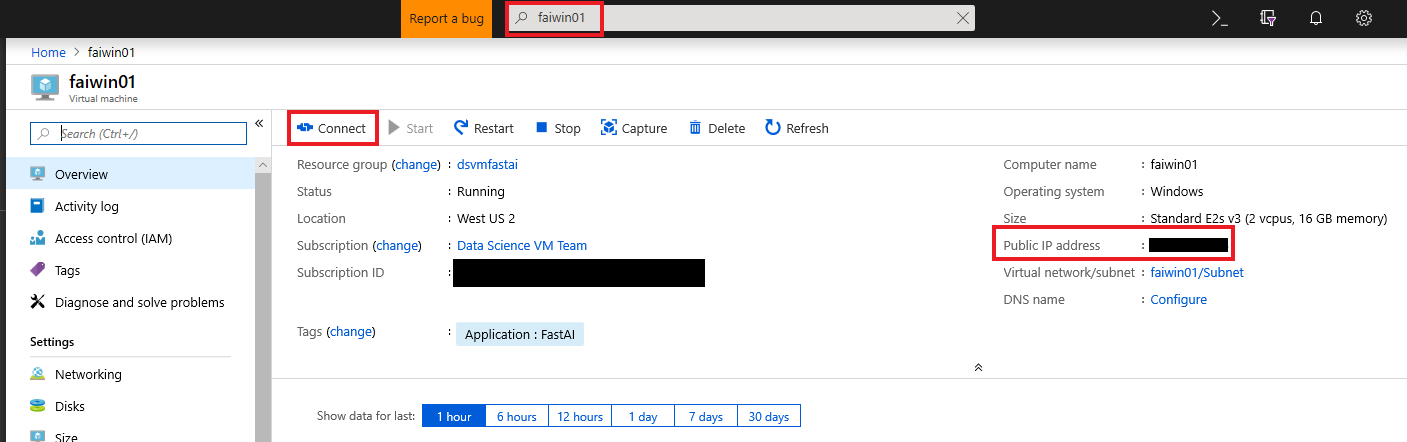 Report a bug
faiwin01
Home > faiwin01
faiwin01
Virtual machine
Search (Ctrl+/)
«
Overview
Activity log
Access control (IAM)
Tags
Diagnose and solve problems
Settings
Networking
Disks
Size
Connect Start Restart Stop Capture Delete Refresh
Resource group (change) : dsvmfastai
Status : Running
Location : West US 2
Subscription (change) : Data Science VM Team
Subscription ID :
Tags (change) : Application : FastAI
Computer name : faiwin01
Operating system : Windows
Size : Standard E2s v3 (2 vcpus, 16 GB memory)
Public IP address :
Virtual network/subnet : faiwin01/Subnet
DNS name : Configure
Show data for last: 1 hour 6 hours 12 hours 1 day 7 days 30 days